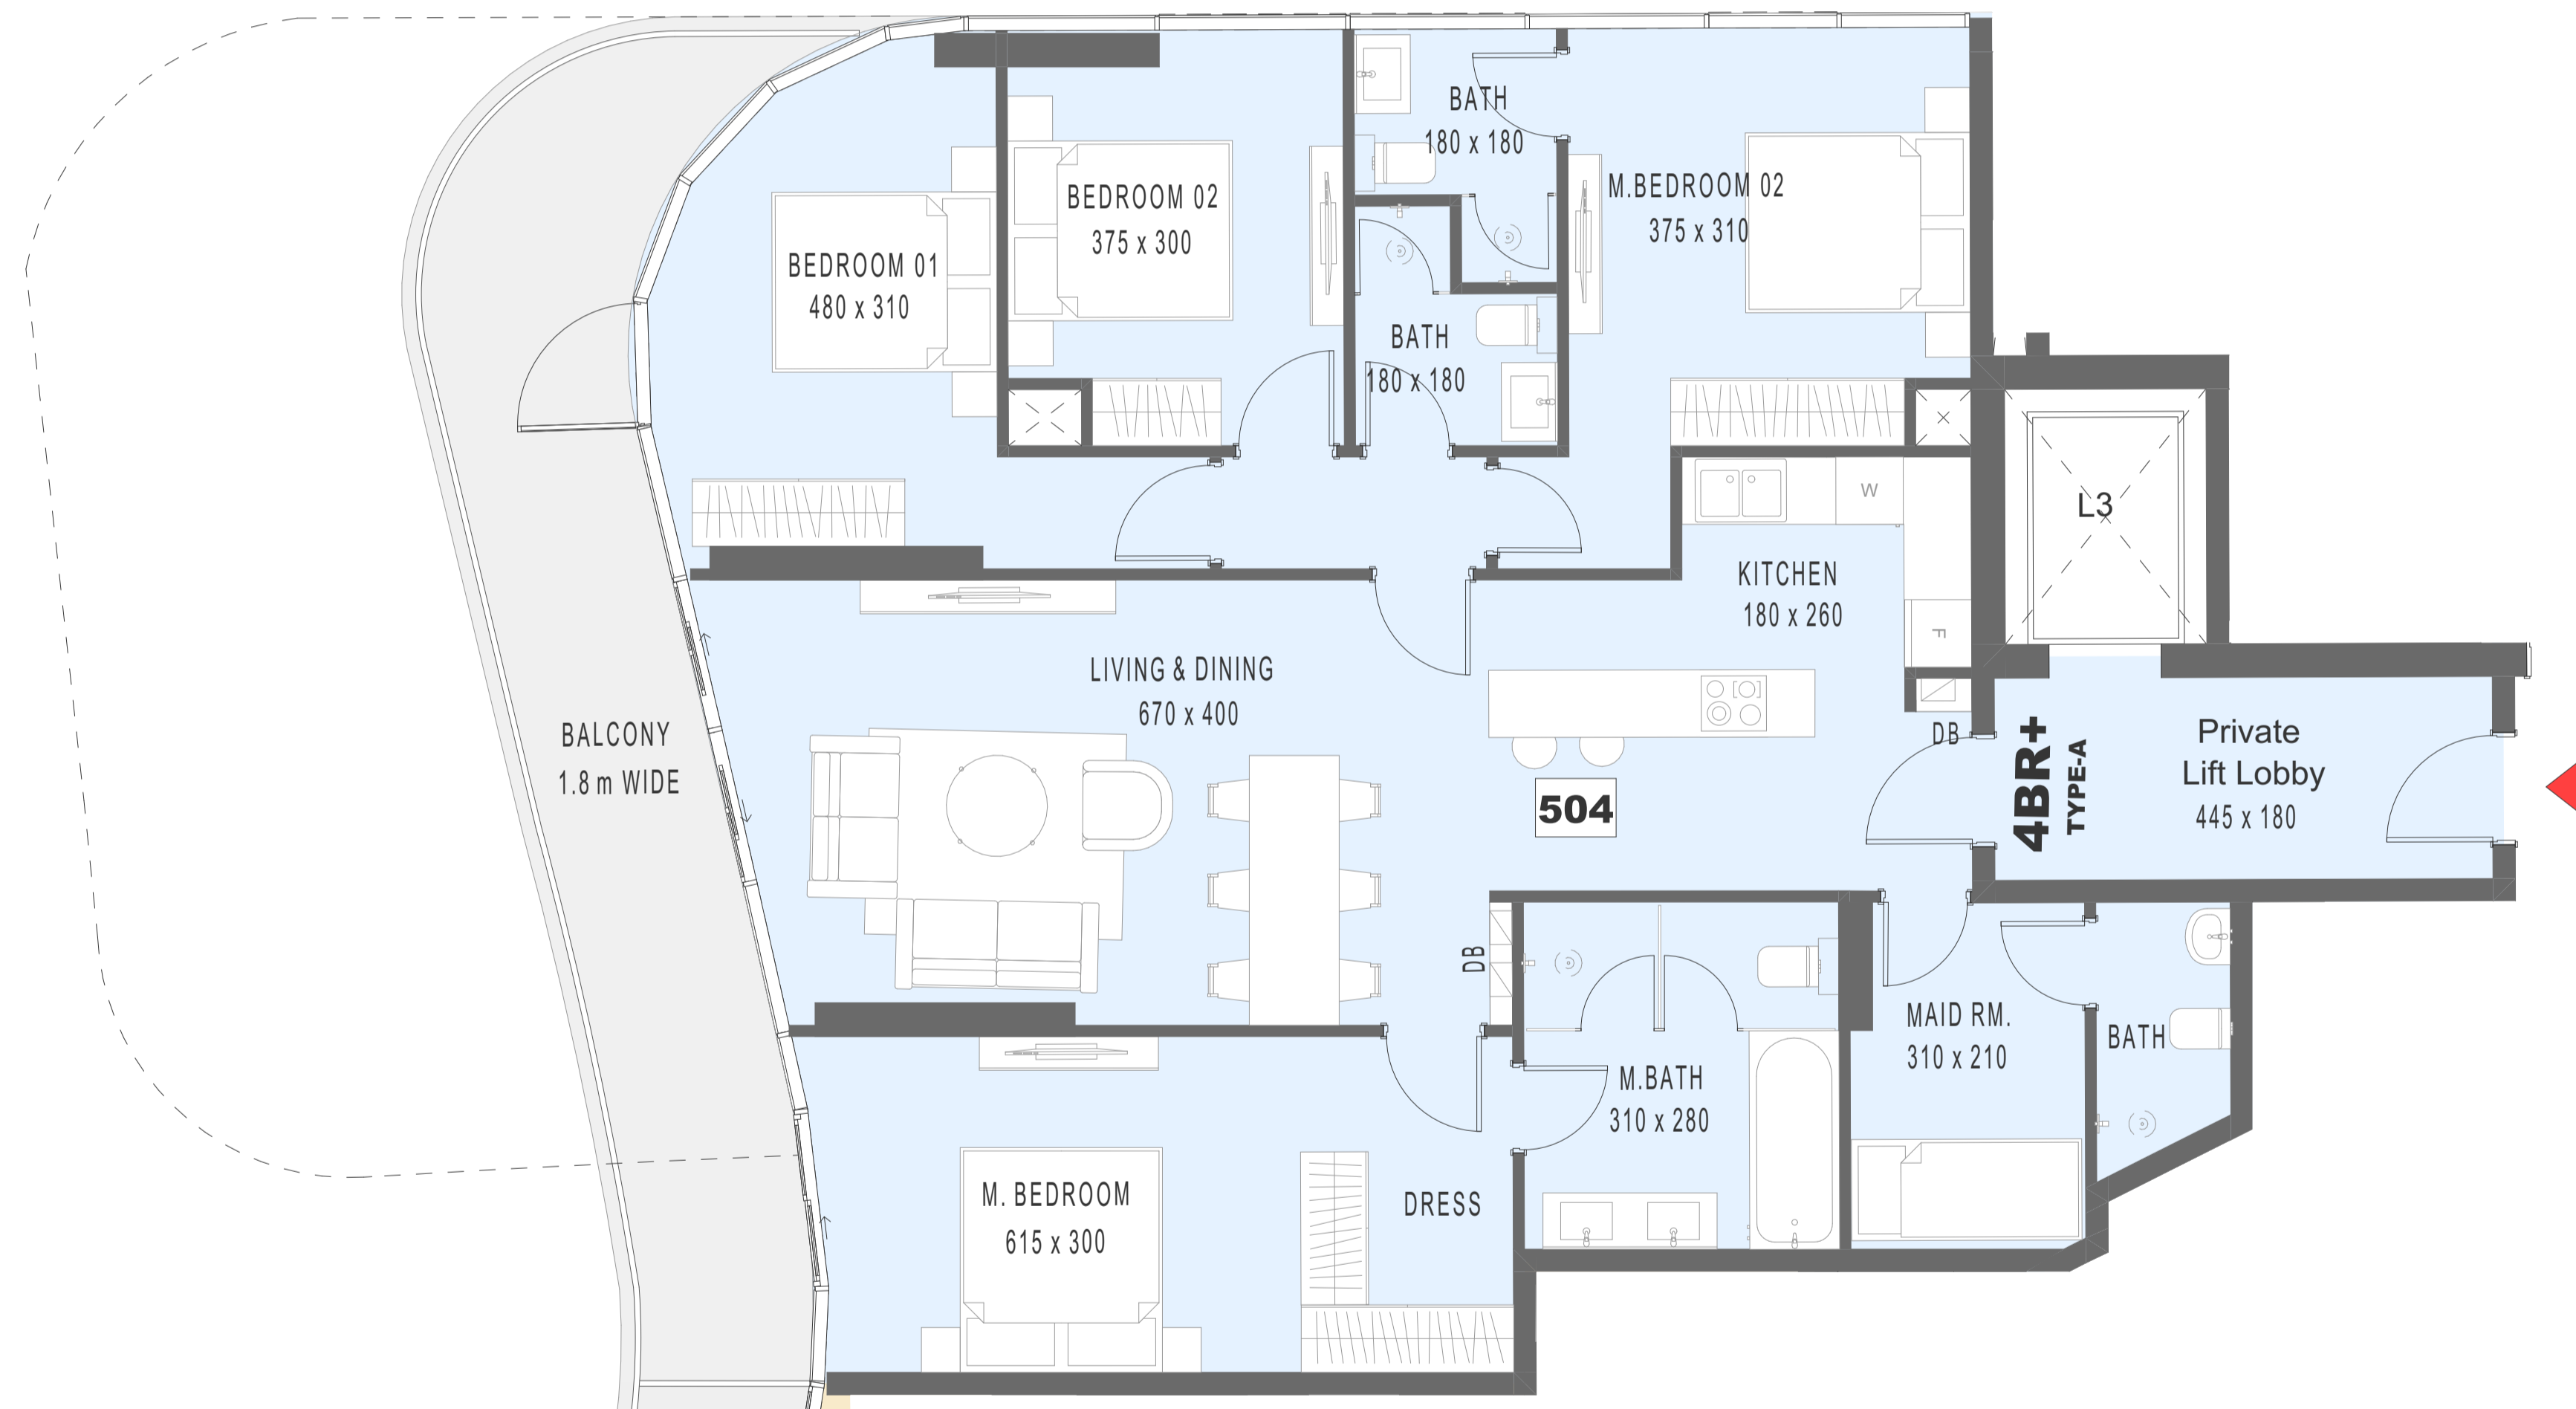 BATH
180 x 180
BEDROOM 02
375 x 300
M.BEDROOM 02
375 x 310
BEDROOM 01
480 x 310
BATH
180 x 180
W
L3
KITCHEN
180 x 260
F
LIVING & DINING
670 x 400
BALCONY
1.8 m WIDE
DB
4BR+
TYPE-A
Private
Lift Lobby
445 x 180
504
DB
MAID RM.
310 x 210
BATH
M.BATH
310 x 280
M. BEDROOM
615 x 300
DRESS